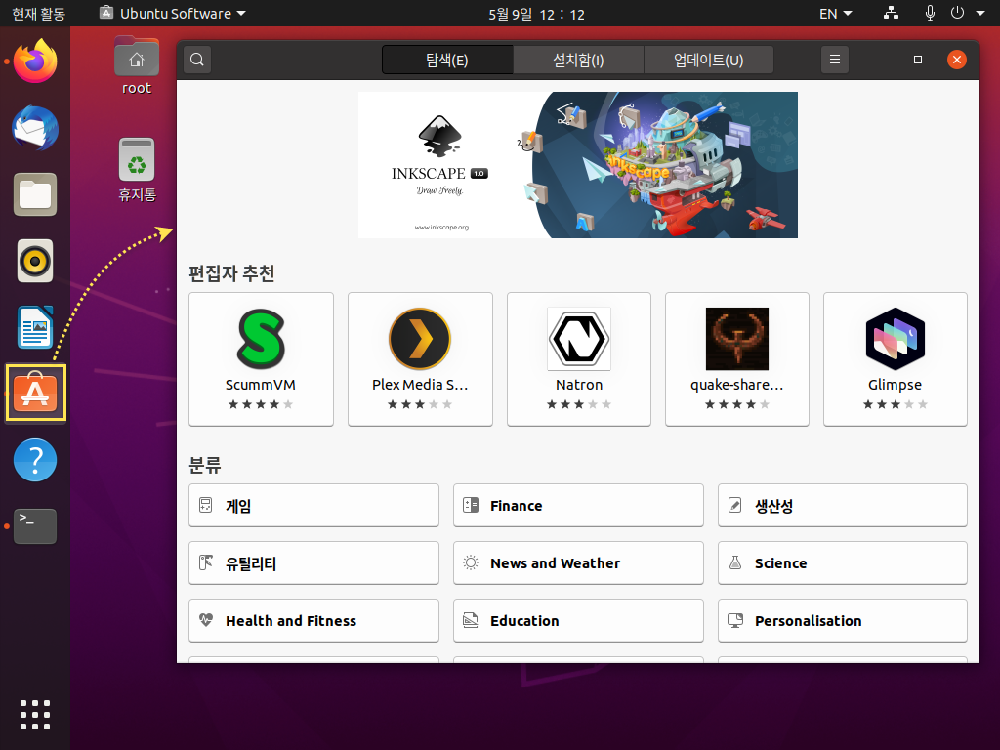 현재 활동
Ubuntu Software
5월 9일 12 : 12
EN
root
휴지통
탐색(E)
설치함(I)
업데이트(U)
INKSCAPE 1.0
Draw Freely.
www.inkscape.org
inkscape
편집자 추천
ScummVM
Plex Media S...
Natron
quake-share...
Glimpse
분류
게임
Finance
생산성
유틸리티
News and Weather
Science
Health and Fitness
Education
Personalisation